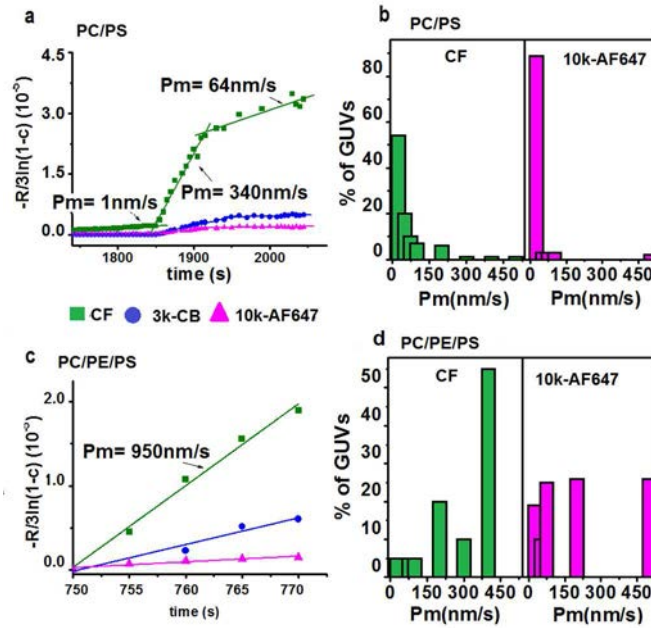 a
PC/PS
-R/3ln(1-c) (10⁻⁵)
4.5
3.0
1.5
0.0
Pm= 64nm/s
Pm= 1nm/s
Pm= 340nm/s
1800 1900 2000
time (s)
CF 3k-CB 10k-AF647
b
% of GUVs
80
60
40
20
0
CF 10k-AF647
0 150 300 450 0 150 300 450
Pm(nm/s)
Pm(nm/s)
c
PC/PE/PS
-R/3ln(1-c) (10⁻⁵)
2.0
1.0
0.0
Pm= 950nm/s
750 755 760 765 770
time (s)
PC/PE/PS
d
% of GUVs
50
40
30
20
10
0
CF 10k-AF647
0 150 300 450 0 150 300 450
Pm(nm/s) Pm(nm/s)